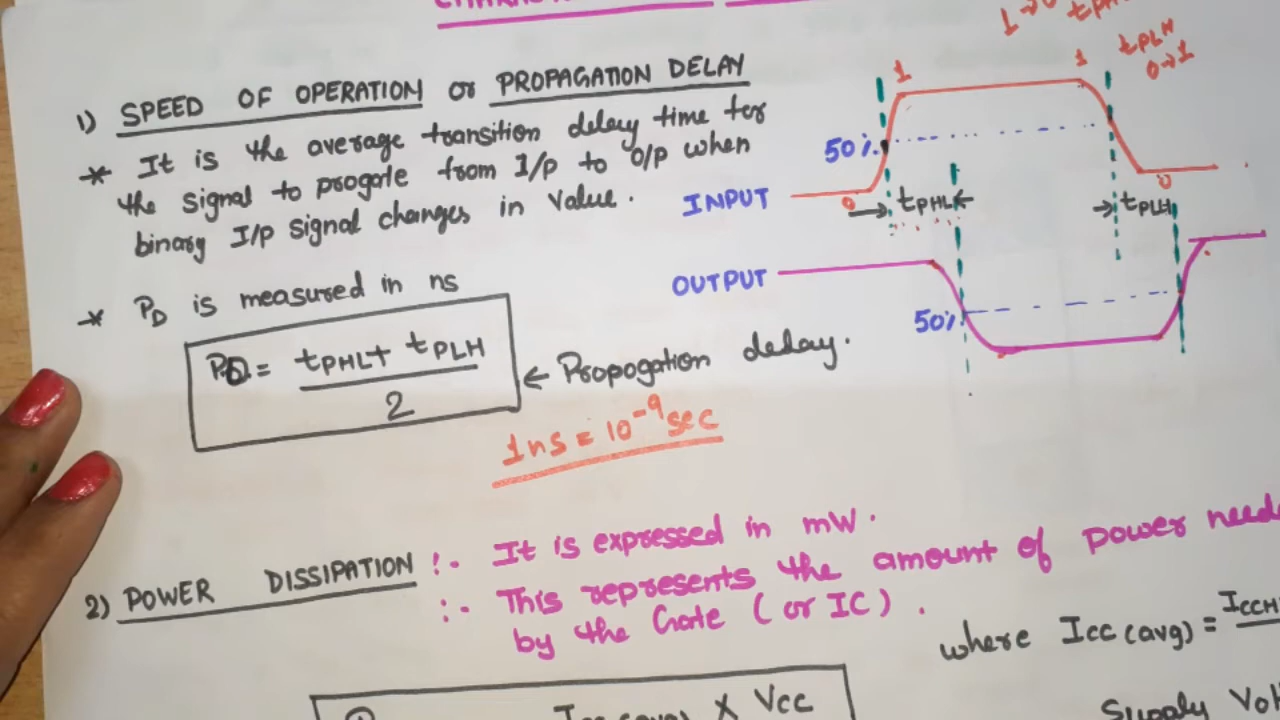 1) SPEED OF OPERATION or PROPAGATION DELAY
* It is the average transition delay time for
the signal to progate from I/p to O/p when
binary I/p signal changes in value.
* PD is measured in ns
PD = tPHL + tPLH
2
← Propogation delay.
1ns = 10⁻⁹ sec
1→0
tPLH
0→1
1
1
50%
INPUT
0
tPHL
tPLH
0
OUTPUT
50%
2) POWER DISSIPATION :- It is expressed in mW.
:- This represents the amount of power
by the Gate (or IC).
where Icc (avg) = ICCH
X Vcc
Supply